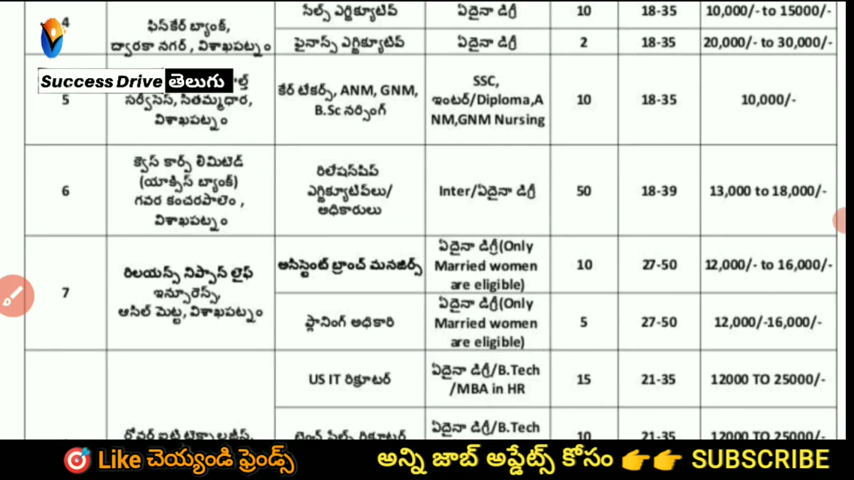 4
ఫిన్‌కేర్ బ్యాంక్,
ద్వారకా నగర్, విశాఖపట్నం
సేల్స్ ఎగ్జిక్యూటివ్ ఏదైనా డిగ్రీ 10 18-35 10,000/- to 15000/-
ఫైనాన్స్ ఎగ్జిక్యూటివ్ ఏదైనా డిగ్రీ 2 18-35 20,000/- to 30,000/-
Success Drive తెలుగు
5
సర్వీసెస్, సీతమ్మధార,
విశాఖపట్నం
కేర్ టేకర్స్, ANM, GNM,
B.Sc నర్సింగ్
SSC,
ఇంటర్/Diploma,A
NM,GNM Nursing
10 18-35 10,000/-
6
క్వెస్ కార్ప్ లిమిటెడ్
(యాక్సిస్ బ్యాంక్)
గవర కంచరపాలెం ,
విశాఖపట్నం
రిలేషన్‌షిప్
ఎగ్జిక్యూటివ్‌లు/
అధికారులు
Inter/ఏదైనా డిగ్రీ 50 18-39 13,000 to 18,000/-
7
రిలయన్స్ నిప్పాన్ లైఫ్
ఇన్సూరెన్స్,
ఆసిల్ మెట్ట, విశాఖపట్నం
అసిస్టెంట్ బ్రాంచ్ మనజర్స్
ఏదైనా డిగ్రీ(Only
Married women
are eligible)
10 27-50 12,000/- to 16,000/-
ప్లానింగ్ అధికారి
ఏదైనా డిగ్రీ(Only
Married women
are eligible)
5 27-50 12,000/-16,000/-
US IT రిక్రూటర్
ఏదైనా డిగ్రీ/B.Tech
/MBA in HR
15 21-35 12000 TO 25000/-
ఏదైనా డిగ్రీ/B.Tech
10 21-35 12000 TO 25000/-
Like చెయ్యండి ఫ్రెండ్స్
అన్ని జాబ్ అప్డేట్స్ కోసం SUBSCRIBE